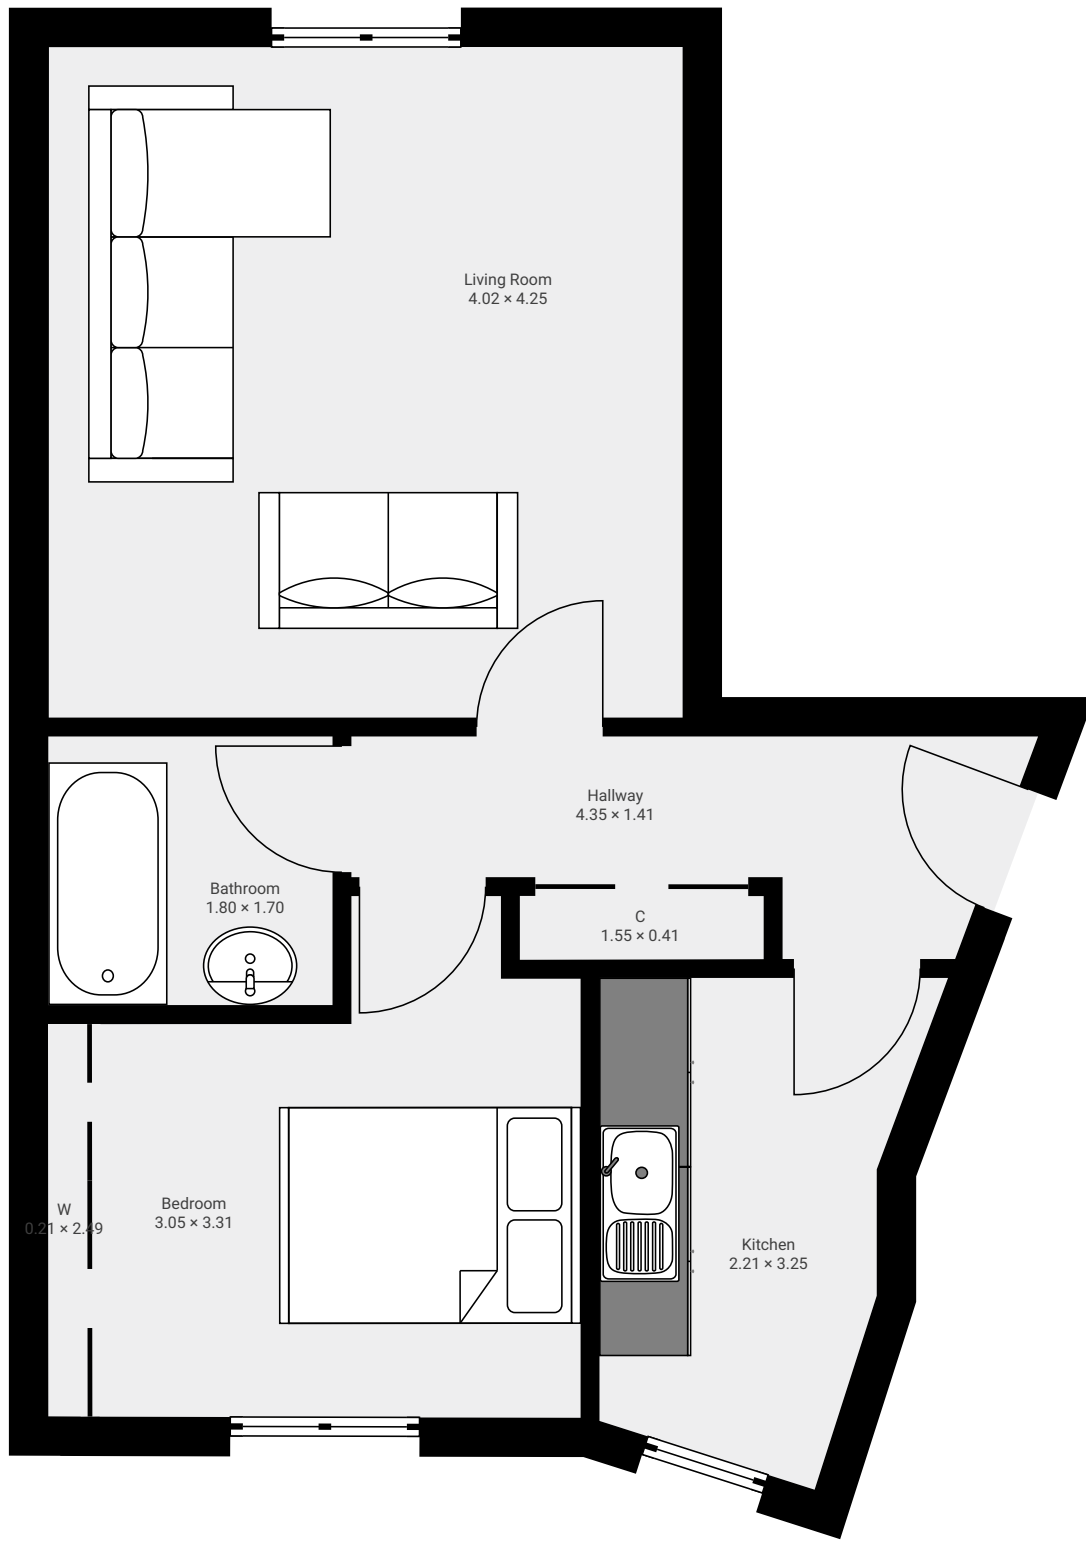 Living Room
4.02 × 4.25
Hallway
4.35 × 1.41
Bathroom
1.80 × 1.70
C
1.55 × 0.41
W
0.21 × 2.49
Bedroom
3.05 × 3.31
Kitchen
2.21 × 3.25